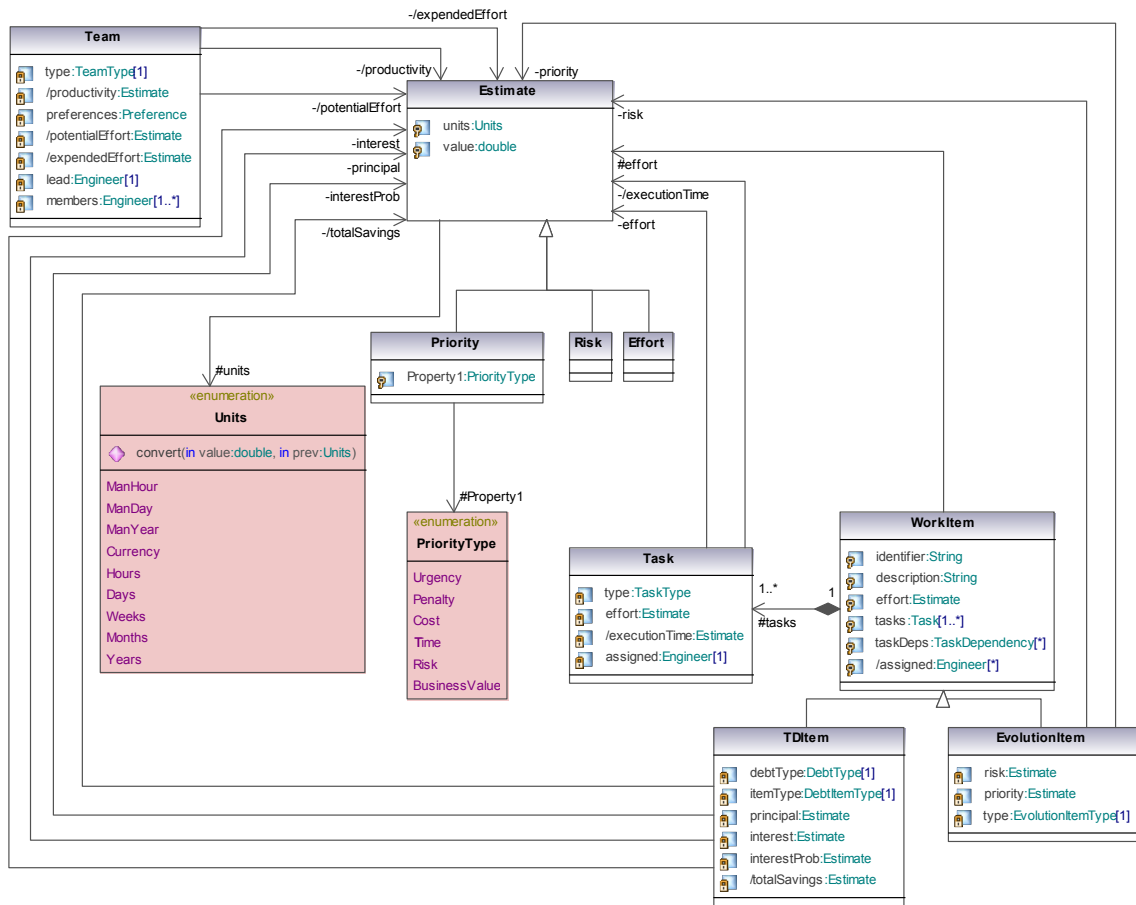 -/expendedEffort
Team
type:TeamType[1]
/productivity:Estimate
preferences:Preference
/potentialEffort:Estimate
/expendedEffort:Estimate
lead:Engineer[1]
members:Engineer[1..*]
-/productivity
-priority
Estimate
units:Units
value:double
-/potentialEffort
-interest
-principal
-interestProb
-/totalSavings
-risk
#effort
-/executionTime
-effort
#units
Priority
Property1:PriorityType
Risk
Effort
«enumeration»
Units
convert(in value:double, in prev:Units)
ManHour
ManDay
ManYear
Currency
Hours
Days
Weeks
Months
Years
#Property1
«enumeration»
PriorityType
Urgency
Penalty
Cost
Time
Risk
BusinessValue
Task
type:TaskType
effort:Estimate
/executionTime:Estimate
assigned:Engineer[1]
1..*
1
#tasks
WorkItem
identifier:String
description:String
effort:Estimate
tasks:Task[1..*]
taskDeps:TaskDependency[*]
/assigned:Engineer[*]
TDItem
debtType:DebtType[1]
itemType:DebtItemType[1]
principal:Estimate
interest:Estimate
interestProb:Estimate
/totalSavings:Estimate
EvolutionItem
risk:Estimate
priority:Estimate
type:EvolutionItemType[1]